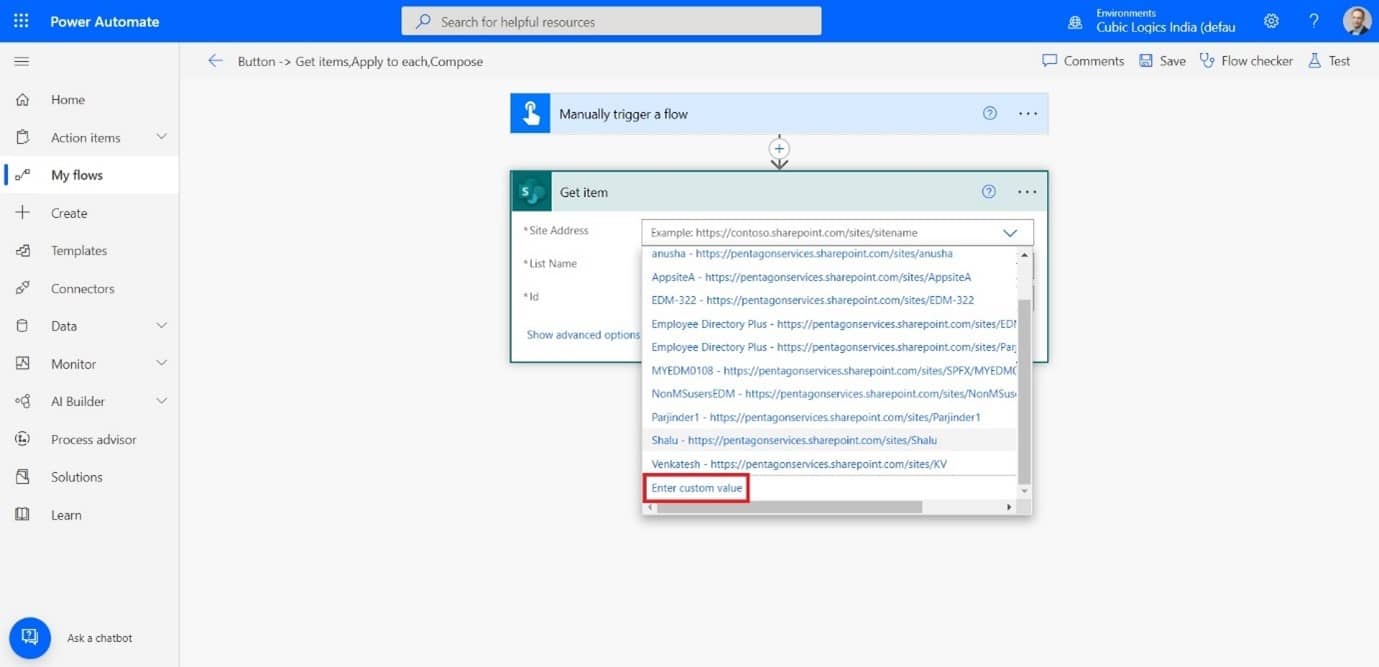 Power Automate
Search for helpful resources
Environments
Cubic Logics India (defau
?
Button -> Get items,Apply to each,Compose
Comments
Save
Flow checker
Test
Home
Action items
My flows
Create
Templates
Connectors
Data
Monitor
AI Builder
Process advisor
Solutions
Learn
Ask a chatbot
Manually trigger a flow
?
S
Get item
?
*Site Address
Example: https://contoso.sharepoint.com/sites/sitename
*List Name
*Id
Show advanced options
anusha - https://pentagonservices.sharepoint.com/sites/anusha
AppsiteA - https://pentagonservices.sharepoint.com/sites/AppsiteA
EDM-322 - https://pentagonservices.sharepoint.com/sites/EDM-322
Employee Directory Plus - https://pentagonservices.sharepoint.com/sites/EDM
Employee Directory Plus - https://pentagonservices.sharepoint.com/sites/Parj
MYEDM0108 - https://pentagonservices.sharepoint.com/sites/SPFX/MYEDM0
NonMSusersEDM - https://pentagonservices.sharepoint.com/sites/NonMSuse
Parjinder1 - https://pentagonservices.sharepoint.com/sites/Parjinder1
Shalu - https://pentagonservices.sharepoint.com/sites/Shalu
Venkatesh - https://pentagonservices.sharepoint.com/sites/KV
Enter custom value